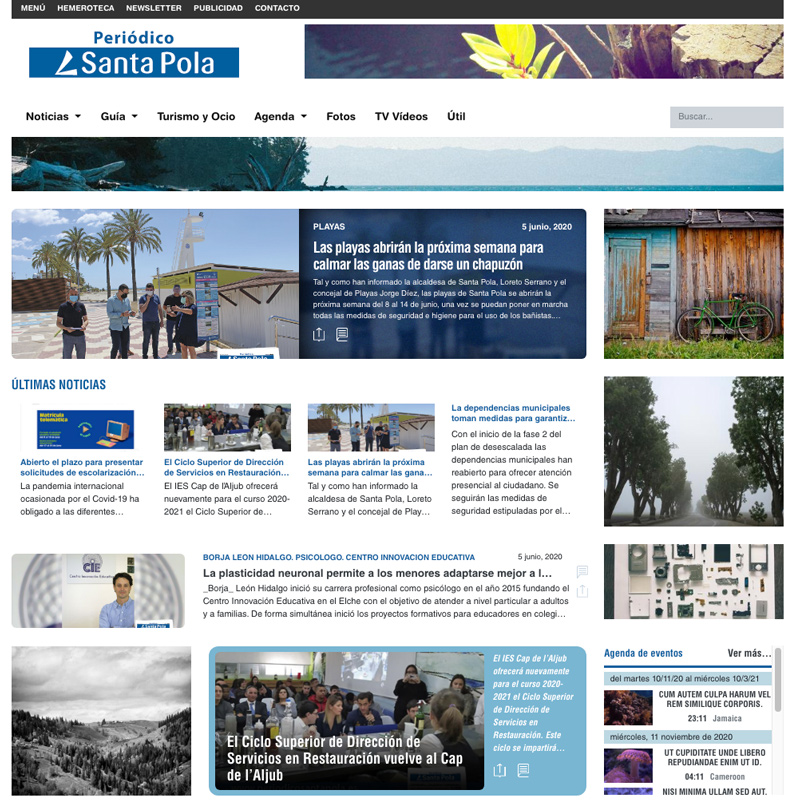 MENÚ HEMEROTECA NEWSLETTER PUBLICIDAD CONTACTO
Periódico
Santa Pola
Noticias Guía Turismo y Ocio Agenda Fotos TV Vídeos Útil
Buscar...
PLAYAS 5 junio, 2020
Las playas abrirán la próxima semana para
calmar las ganas de darse un chapuzón
Tal y como han informado la alcaldesa de Santa Pola, Loreto Serrano y el
concejal de Playas Jorge Díez, las playas de Santa Pola se abrirán la
próxima semana del 8 al 14 de junio, una vez se puedan poner en marcha
todas las medidas de seguridad e higiene para el uso de los bañistas....
Santa Pola
ÚLTIMAS NOTICIAS
Matrícula
telemática
Abierto el plazo para presentar
solicitudes de escolarización...
La pandemia internacional
ocasionada por el Covid-19 ha
obligado a las diferentes...
El Ciclo Superior de Dirección
de Servicios en Restauración...
El IES Cap de l'Aljub ofrecerá
nuevamente para el curso 2020-
2021 el Ciclo Superior de...
Las playas abrirán la próxima
semana para calmar las gana...
Tal y como han informado la
alcaldesa de Santa Pola, Loreto
Serrano y el concejal de Play...
La dependencias municipales
toman medidas para garantiz...
Con el inicio de la fase 2 del
plan de desescalada las
dependencias municipales han
reabierto para ofrecer atención
presencial al ciudadano. Se
seguirán las medidas de
seguridad estipuladas por el...
CIE
BORJA LEON HIDALGO. PSICOLOGO. CENTRO INNOVACION EDUCATIVA 5 junio, 2020
La plasticidad neuronal permite a los menores adaptarse mejor a l...
_Borja_ León Hidalgo inició su carrera profesional como psicólogo en el año 2015 fundando el
Centro Innovación Educativa en el Elche con el objetivo de atender a nivel particular a adultos
y a familias. De forma simultánea inició los proyectos formativos para educadores en colegi...
El Ciclo Superior de Dirección de
Servicios en Restauración vuelve al Cap
de l'Aljub
El IES Cap de l'Aljub
ofrecerá nuevamente
para el curso 2020-
2021 el Ciclo Superior
de Dirección de
Servicios en
Restauración. Este
ciclo se impartirá...
Agenda de eventos Ver más...
del martes 10/11/20 al miércoles 10/3/21
CUM AUTEM CULPA HARUM VEL
REM SIMILIQUE CORPORIS.
23:11 Jamaica
miércoles, 11 noviembre de 2020
UT CUPIDITATE UNDE LIBERO
REPUDIANDAE ENIM UT ID.
04:11 Cameroon
NISI MINIMA ULLAM SED AUT.